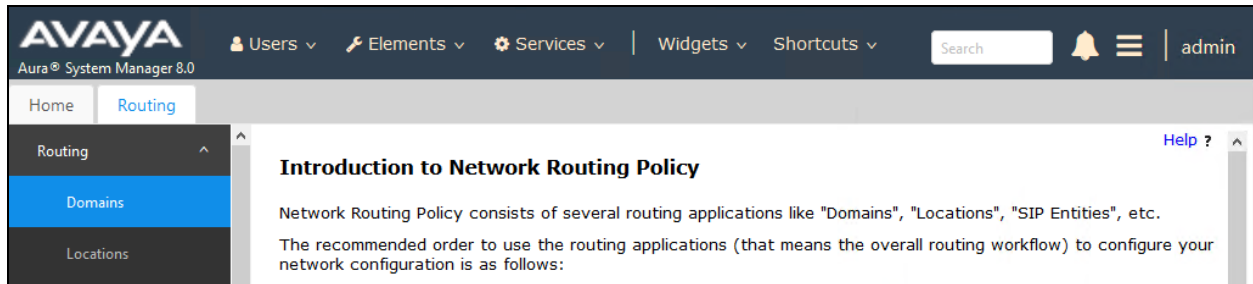 AVAYA
Aura® System Manager 8.0
Users Elements Services Widgets Shortcuts Search admin
Home Routing
Routing
Domains
Locations
Help ?
Introduction to Network Routing Policy
Network Routing Policy consists of several routing applications like "Domains", "Locations", "SIP Entities", etc.
The recommended order to use the routing applications (that means the overall routing workflow) to configure your
network configuration is as follows: